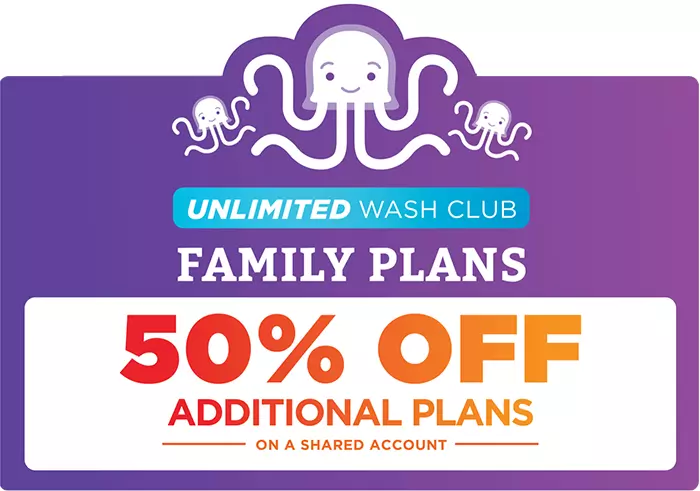 UNLIMITED WASH CLUB
FAMILY PLANS
50% OFF
ADDITIONAL PLANS
ON A SHARED ACCOUNT